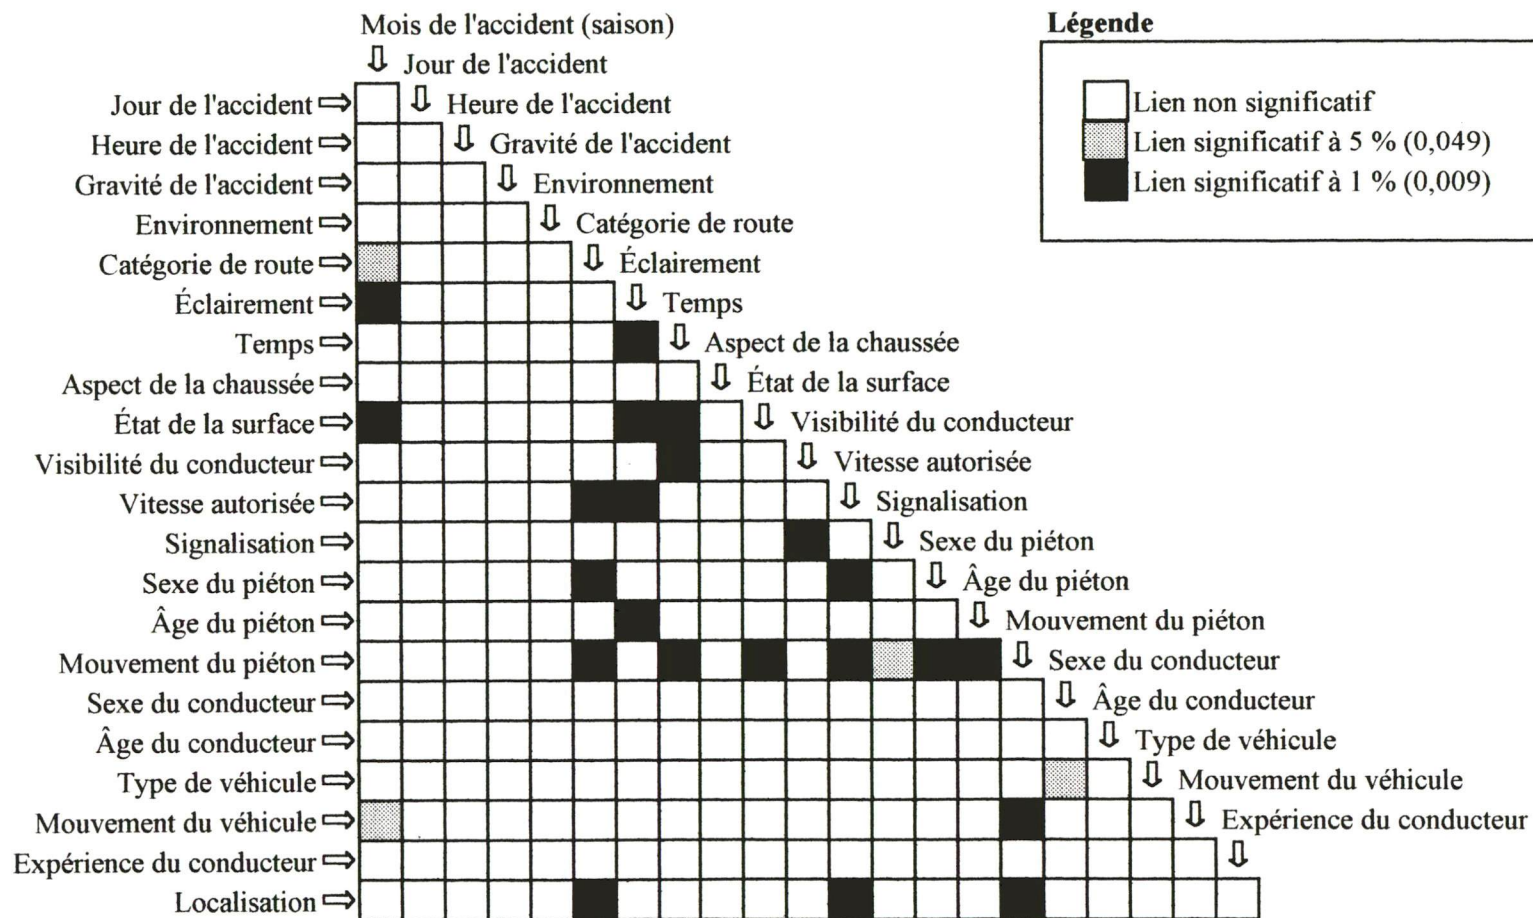 Mois de l'accident (saison)
Légende
Jour de l'accident
Jour de l'accident
Heure de l'accident
Lien non significatif
Heure de l'accident
Gravité de l'accident
Lien significatif à 5 % (0,049)
Gravité de l'accident
Environnement
Lien significatif à 1 % (0,009)
Environnement
Catégorie de route
Catégorie de route
Éclairement
Éclairement
Temps
Temps
Aspect de la chaussée
Aspect de la chaussée
État de la surface
État de la surface
Visibilité du conducteur
Visibilité du conducteur
Vitesse autorisée
Vitesse autorisée
Signalisation
Signalisation
Sexe du piéton
Sexe du piéton
Âge du piéton
Âge du piéton
Mouvement du piéton
Mouvement du piéton
Sexe du conducteur
Sexe du conducteur
Âge du conducteur
Âge du conducteur
Type de véhicule
Type de véhicule
Mouvement du véhicule
Mouvement du véhicule
Expérience du conducteur
Expérience du conducteur
Localisation